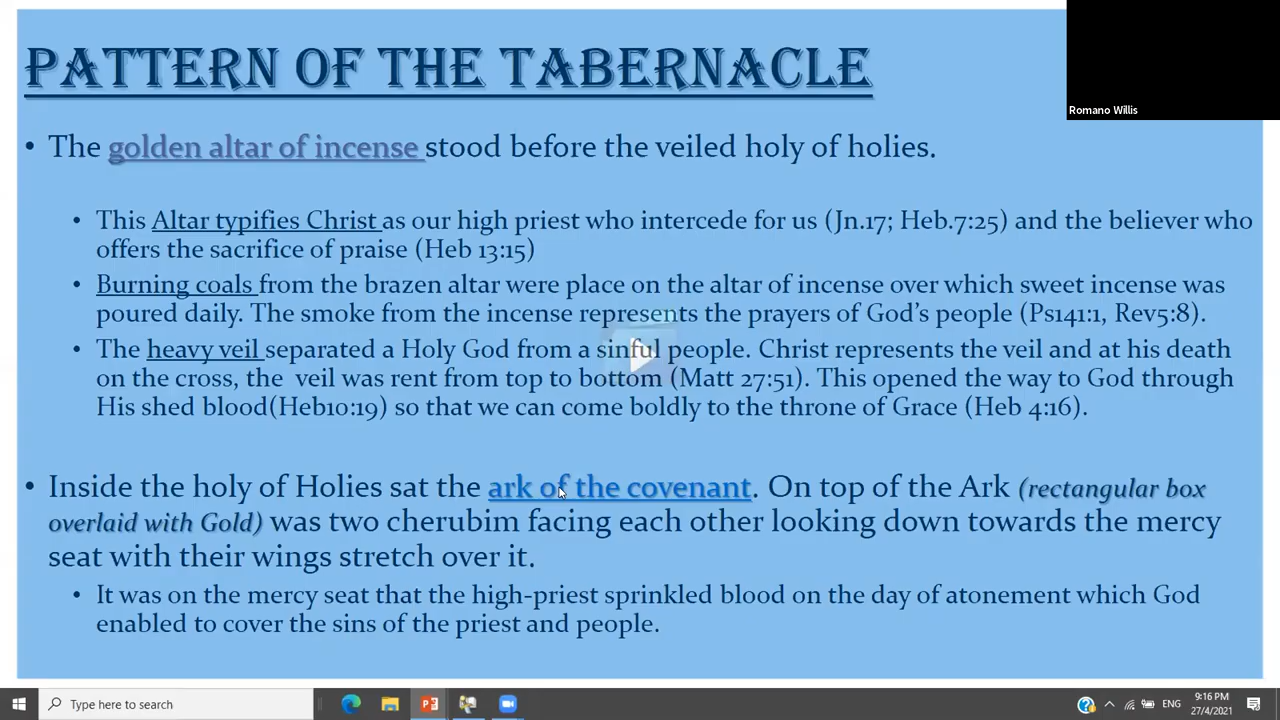 PATTERN OF THE TABERNACLE
Romano Willis
• The golden altar of incense stood before the veiled holy of holies.
• This Altar typifies Christ as our high priest who intercede for us (Jn.17; Heb.7:25) and the believer who
offers the sacrifice of praise (Heb 13:15)
• Burning coals from the brazen altar were place on the altar of incense over which sweet incense was
poured daily. The smoke from the incense represents the prayers of God's people (Ps141:1, Rev5:8).
• The heavy veil separated a Holy God from a sinful people. Christ represents the veil and at his death
on the cross, the veil was rent from top to bottom (Matt 27:51). This opened the way to God through
His shed blood(Heb10:19) so that we can come boldly to the throne of Grace (Heb 4:16).
• Inside the holy of Holies sat the ark of the covenant. On top of the Ark (rectangular box
overlaid with Gold) was two cherubim facing each other looking down towards the mercy
seat with their wings stretch over it.
• It was on the mercy seat that the high-priest sprinkled blood on the day of atonement which God
enabled to cover the sins of the priest and people.
Type here to search
ENG
9:16 PM
27/4/2021